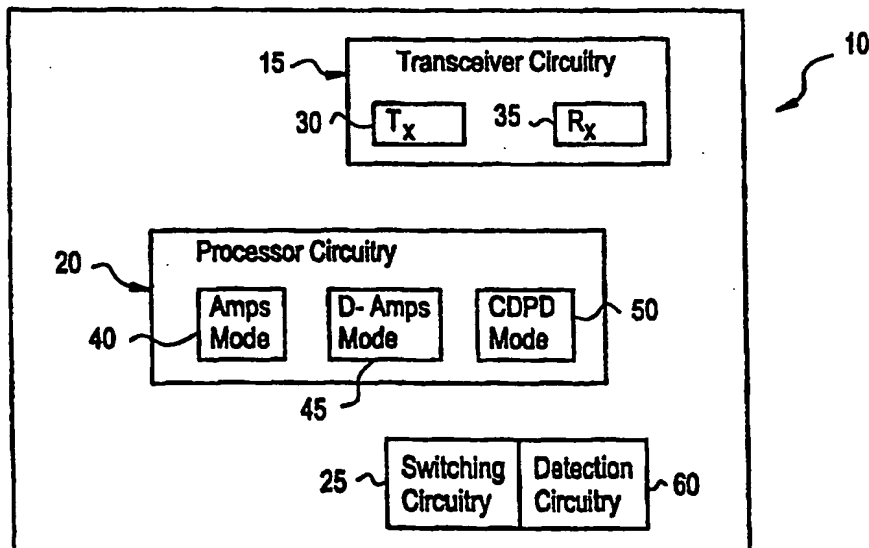 10
15
Transceiver Circuitry
30
Tx
35
Rx
20
Processor Circuitry
Amps
Mode
D- Amps
Mode
CDPD
Mode
40
45
50
25
Switching
Circuitry
Detection
Circuitry
60